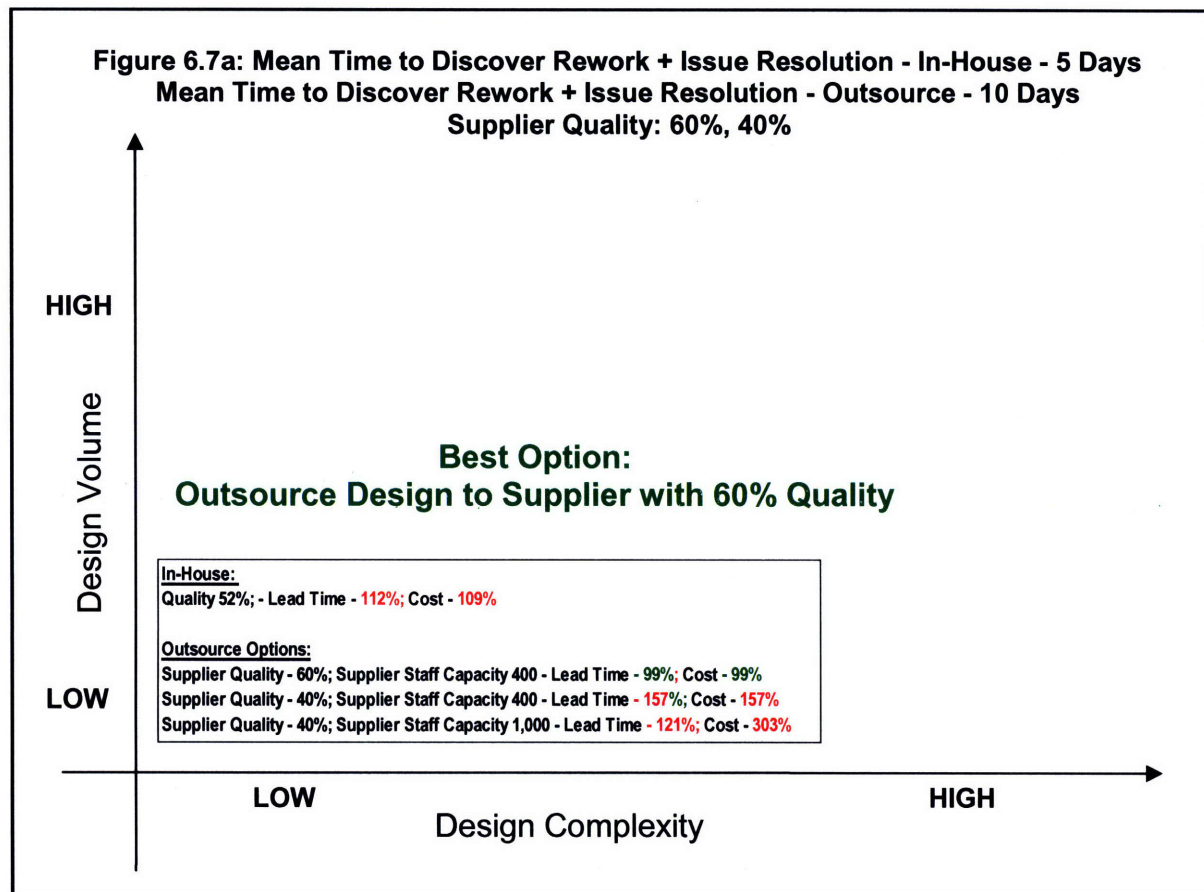 Figure 6.7a: Mean Time to Discover Rework + Issue Resolution - In-House - 5 Days
Mean Time to Discover Rework + Issue Resolution - Outsource - 10 Days
Supplier Quality: 60%, 40%
HIGH
Design Volume
Best Option:
Outsource Design to Supplier with 60% Quality
In-House:
Quality 52%; - Lead Time - 112%; Cost - 109%
Outsource Options:
Supplier Quality - 60%; Supplier Staff Capacity 400 - Lead Time - 99%; Cost - 99%
Supplier Quality - 40%; Supplier Staff Capacity 400 - Lead Time - 157%; Cost - 157%
Supplier Quality - 40%; Supplier Staff Capacity 1,000 - Lead Time - 121%; Cost - 303%
LOW
LOW
HIGH
Design Complexity